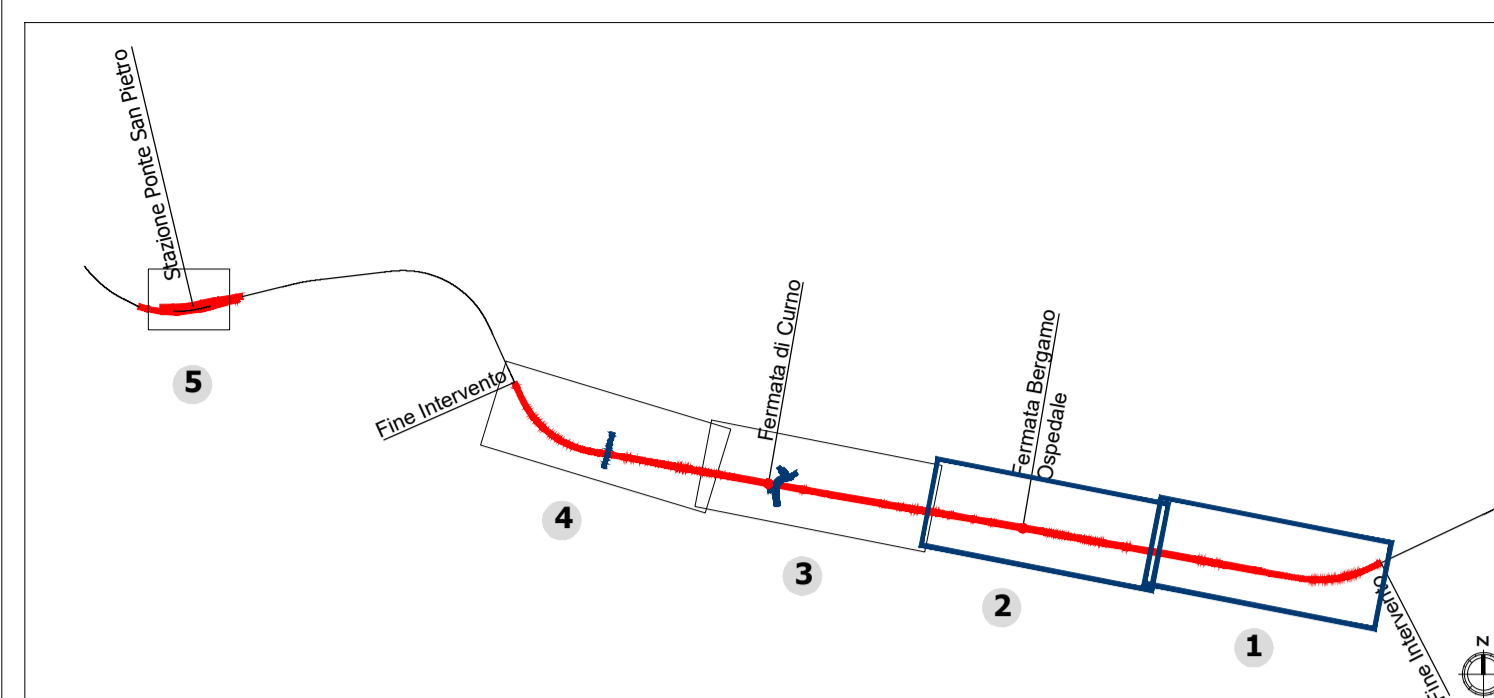 Stazione Ponte San Pietro
5
Fine Intervento
4
Fermata di Curno
3
Fermata Bergamo
Ospedale
2
1
Fine Intervento
N